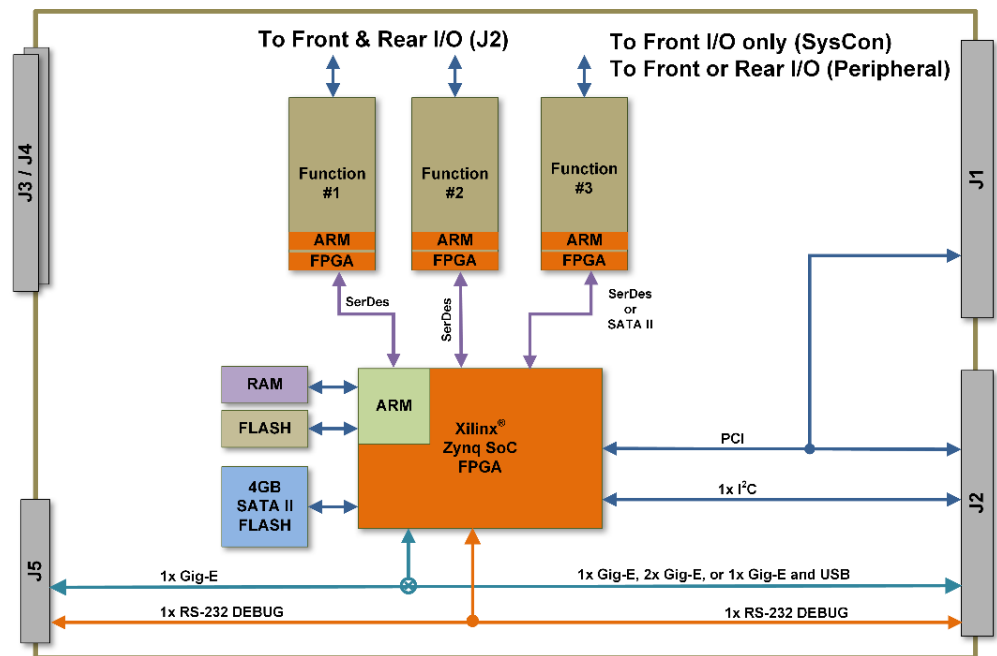 To Front & Rear I/O (J2)
To Front I/O only (SysCon)
To Front or Rear I/O (Peripheral)
J3 / J4
J1
Function
#1
Function
#2
Function
#3
ARM
FPGA
ARM
FPGA
ARM
FPGA
SerDes
SerDes
SerDes
or
SATA II
RAM
FLASH
4GB
SATA II
FLASH
ARM
Xilinx®
Zynq SoC
FPGA
PCI
1x I²C
J2
J5
1x Gig-E
1x Gig-E, 2x Gig-E, or 1x Gig-E and USB
1x RS-232 DEBUG
1x RS-232 DEBUG